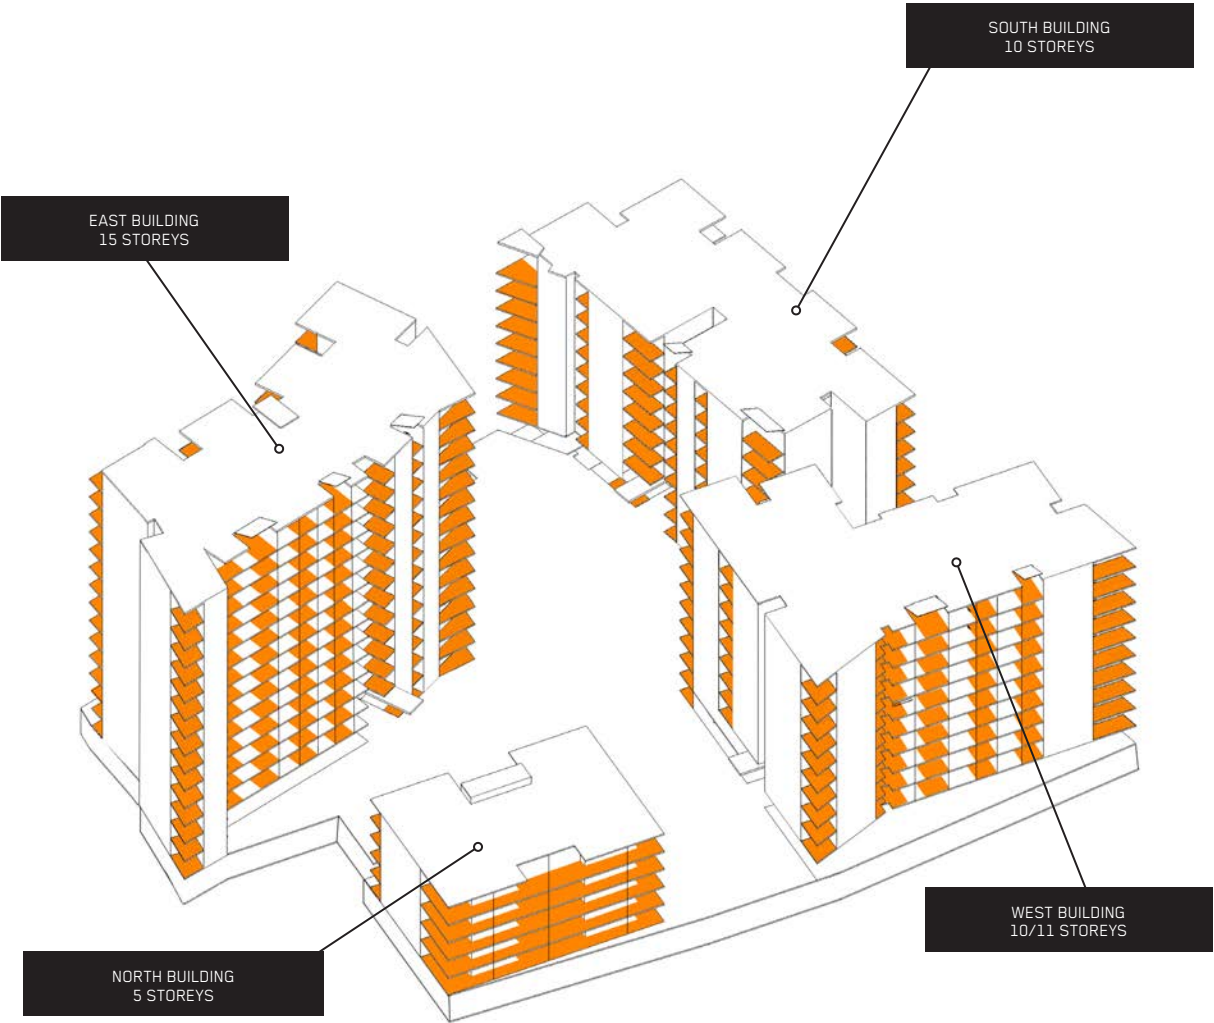 SOUTH BUILDING
10 STOREYS
EAST BUILDING
15 STOREYS
WEST BUILDING
10/11 STOREYS
NORTH BUILDING
5 STOREYS